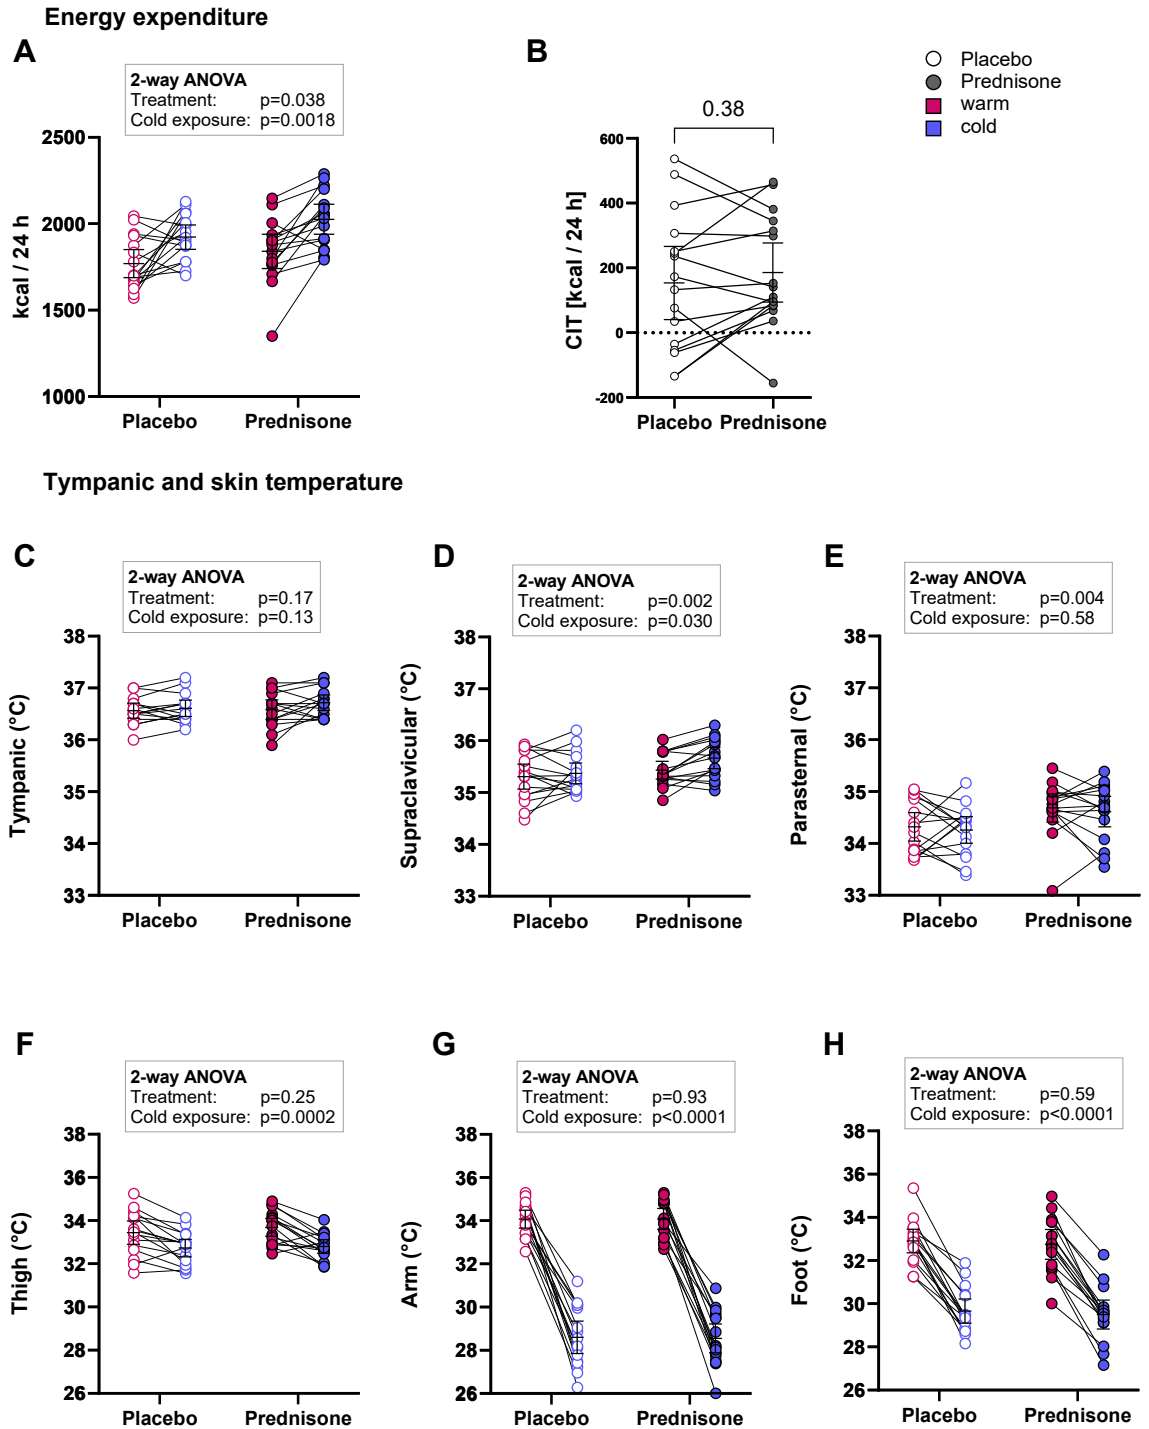 Energy expenditure
A
2-way ANOVA
Treatment: p=0.038
Cold exposure: p=0.0018
kcal / 24 h
2500
2000
1500
1000
Placebo Prednisone
B
0.38
CIT [kcal / 24 h]
600
400
200
0
-200
Placebo Prednisone
Placebo
Prednisone
warm
cold
Tympanic and skin temperature
C
2-way ANOVA
Treatment: p=0.17
Cold exposure: p=0.13
Tympanic (°C)
38
37
36
35
34
33
Placebo Prednisone
D
2-way ANOVA
Treatment: p=0.002
Cold exposure: p=0.030
Supraclavicular (°C)
38
37
36
35
34
33
Placebo Prednisone
E
2-way ANOVA
Treatment: p=0.004
Cold exposure: p=0.58
Parasternal (°C)
38
37
36
35
34
33
Placebo Prednisone
F
2-way ANOVA
Treatment: p=0.25
Cold exposure: p=0.0002
Thigh (°C)
38
36
34
32
30
28
26
Placebo Prednisone
G
2-way ANOVA
Treatment: p=0.93
Cold exposure: p<0.0001
Arm (°C)
38
36
34
32
30
28
26
Placebo Prednisone
H
2-way ANOVA
Treatment: p=0.59
Cold exposure: p<0.0001
Foot (°C)
38
36
34
32
30
28
26
Placebo Prednisone